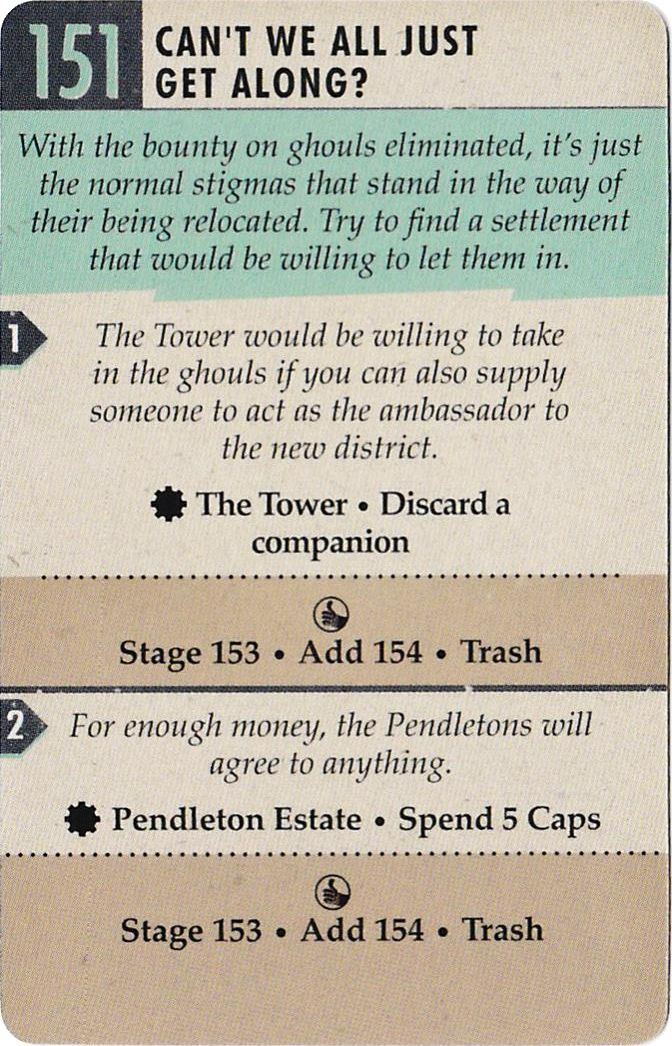 151
CAN'T WE ALL JUST
GET ALONG?
With the bounty on ghouls eliminated, it's just
the normal stigmas that stand in the way of
their being relocated. Try to find a settlement
that would be willing to let them in.
1
The Tower would be willing to take
in the ghouls if you can also supply
someone to act as the ambassador to
the new district.
The Tower • Discard a
companion
Stage 153 • Add 154 • Trash
2
For enough money, the Pendletons will
agree to anything.
Pendleton Estate • Spend 5 Caps
Stage 153 • Add 154 • Trash